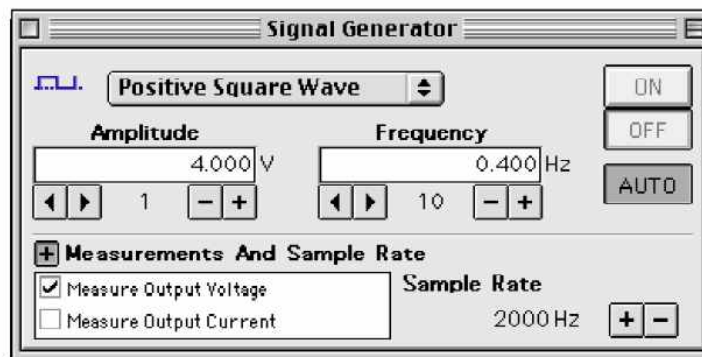 Signal Generator
Positive Square Wave
ON
OFF
AUTO
Amplitude
4.000 V
1
- +
Frequency
0.400 Hz
10
- +
+ Measurements And Sample Rate
Measure Output Voltage
Measure Output Current
Sample Rate
2000 Hz
+ -